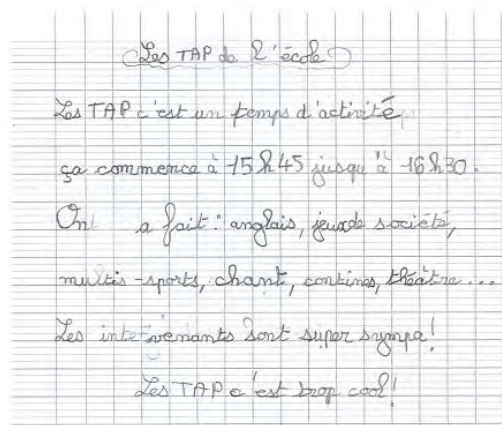 Les TAP de l'école
Les TAP c'est un temps d'activité
ça commence à 15h45 jusqu'à 16h30.
On a fait : anglais, jeux de société,
multis-sports, chant, contines, théâtre...
Les intervenants sont super sympa !
Les TAP c'est trop cool !